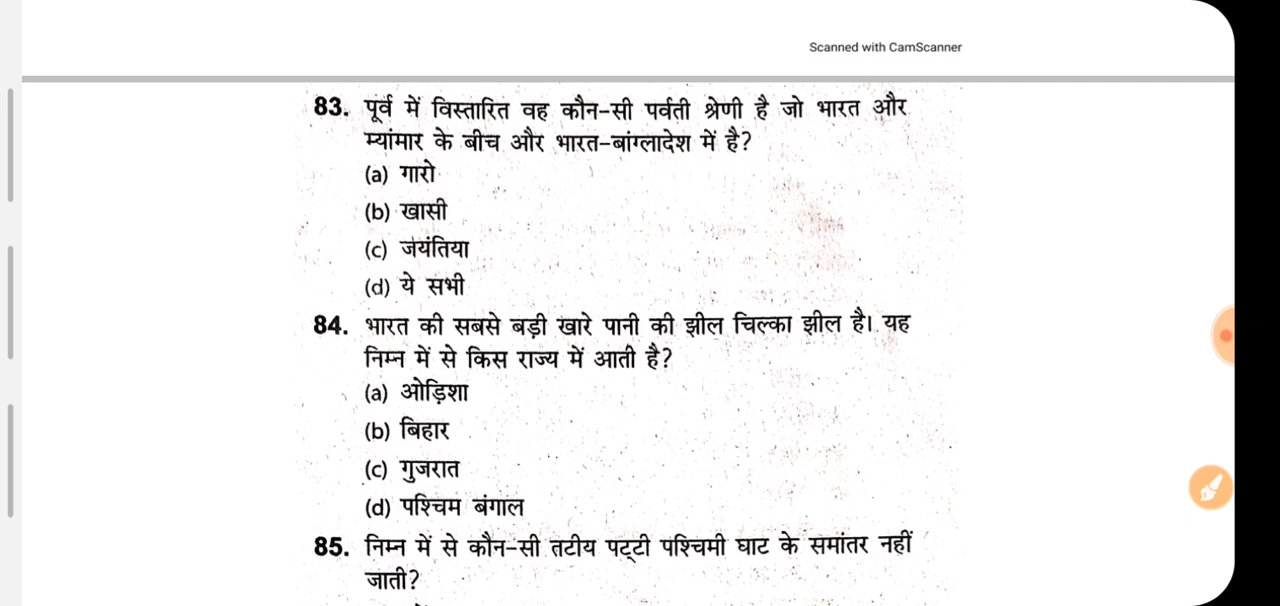 Scanned with CamScanner
83. पूर्व में विस्तारित वह कौन-सी पर्वती श्रेणी है जो भारत और
म्यांमार के बीच और भारत-बांग्लादेश में है?
(a) गारो
(b) खासी
(c) जयंतिया
(d) ये सभी
84. भारत की सबसे बड़ी खारे पानी की झील चिल्का झील है। यह
निम्न में से किस राज्य में आती है?
(a) ओड़िशा
(b) बिहार
(c) गुजरात
(d) पश्चिम बंगाल
85. निम्न में से कौन-सी तटीय पट्टी पश्चिमी घाट के समांतर नहीं
जाती?